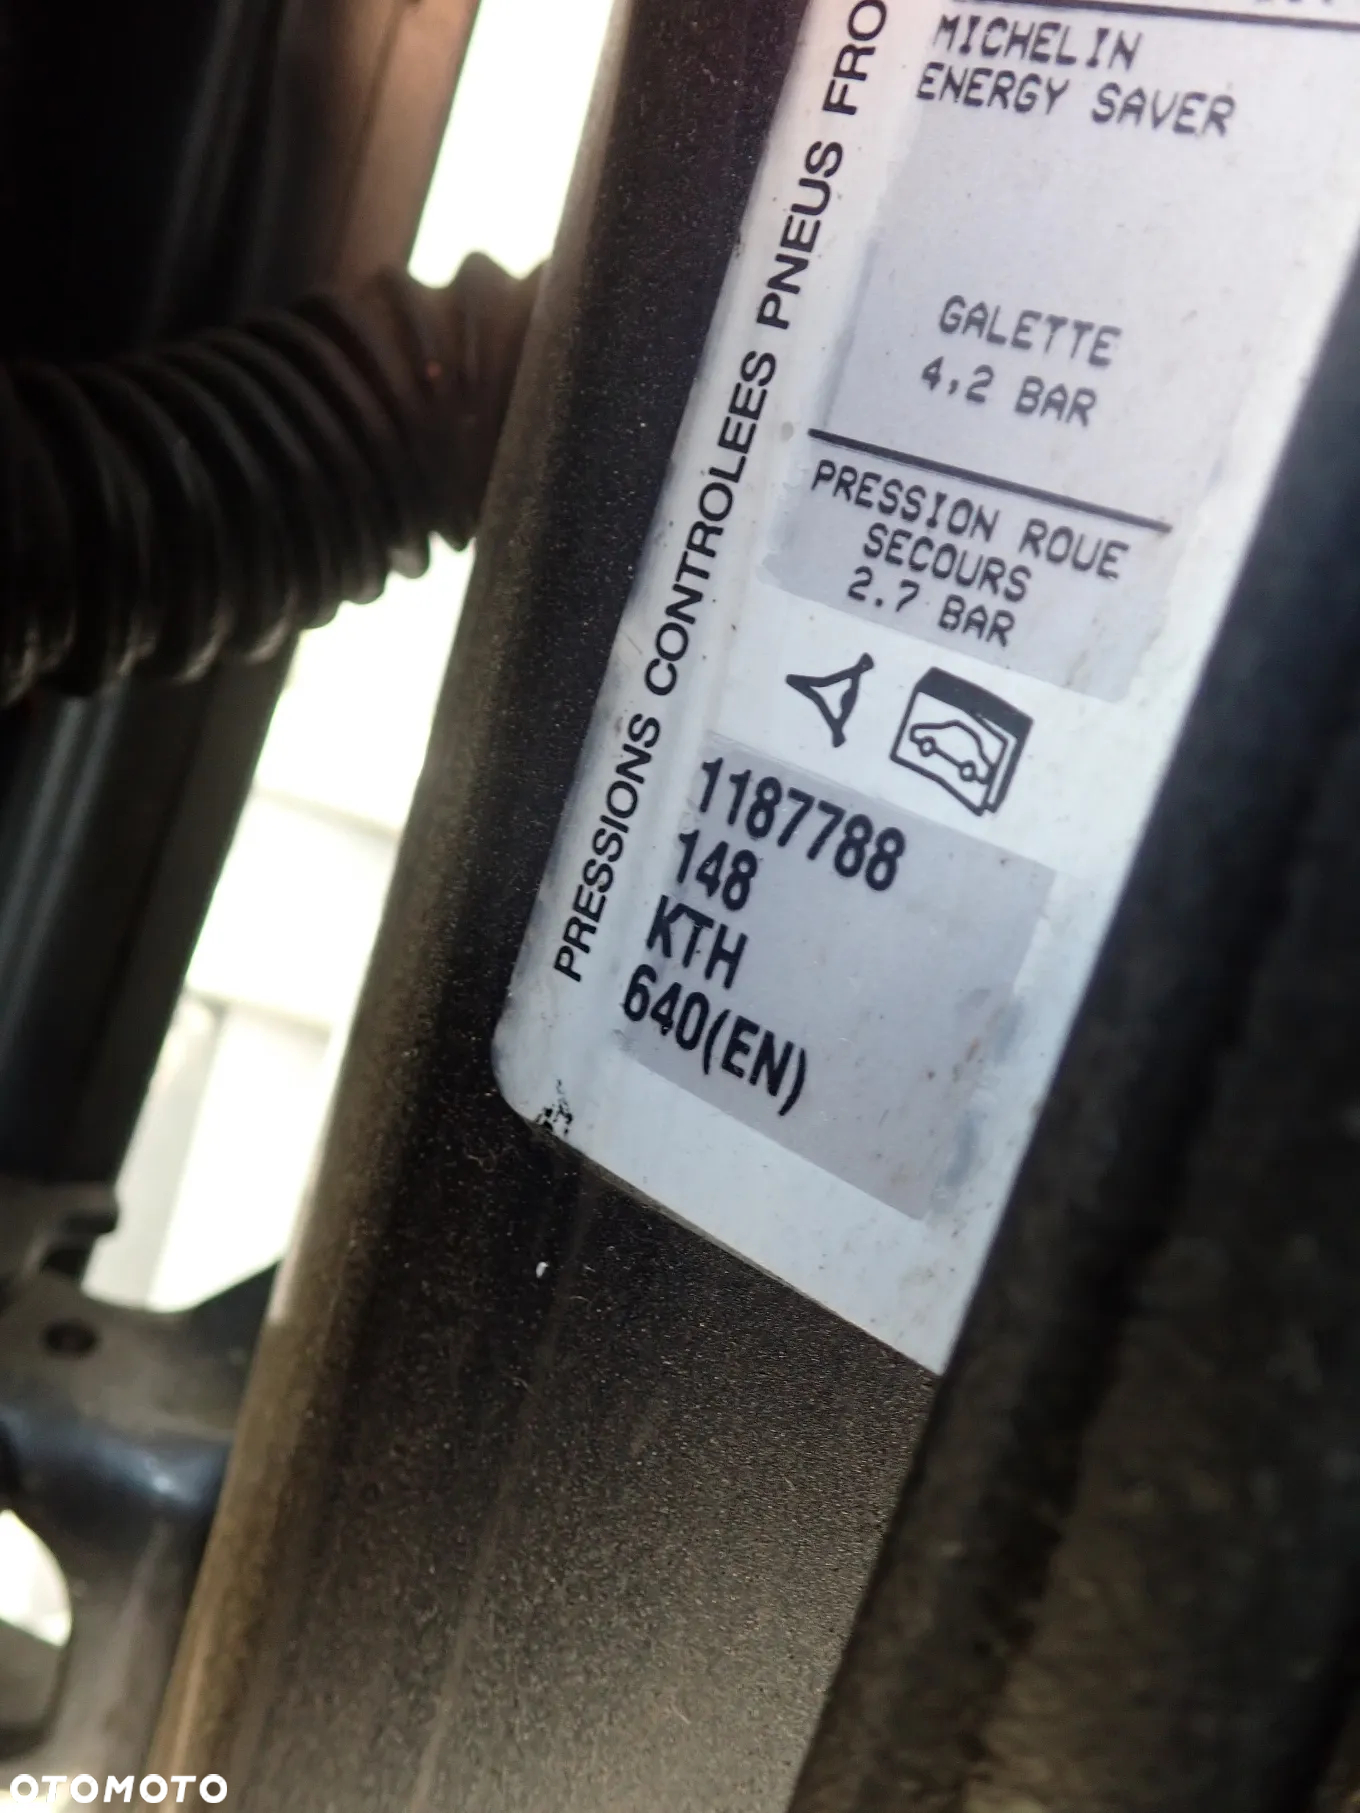 MICHELIN
ENERGY SAVER
GALETTE
4,2 BAR
PRESSION ROUE
SECOURS
2.7 BAR
PRESSIONS CONTROLEES PNEUS FRO
1187788
148
KTH
640(EN)
OTOMOTO